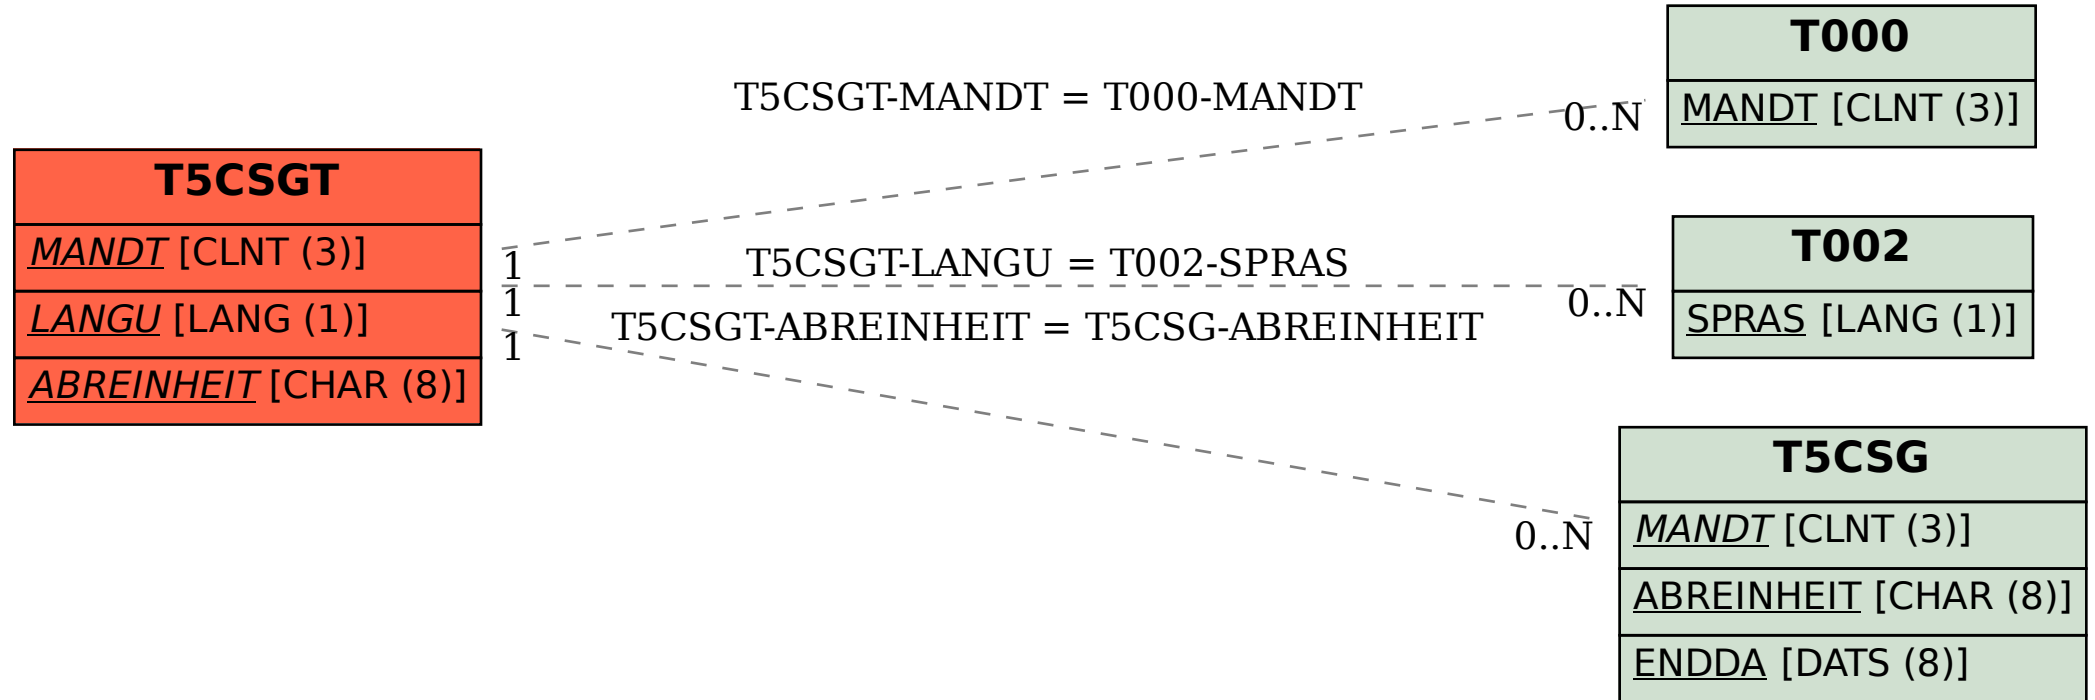 T5CSGT
MANDT [CLNT (3)]
LANGU [LANG (1)]
ABREINHEIT [CHAR (8)]
T5CSGT-MANDT = T000-MANDT
1
0..N
T5CSGT-LANGU = T002-SPRAS
1
0..N
T5CSGT-ABREINHEIT = T5CSG-ABREINHEIT
1
0..N
T000
MANDT [CLNT (3)]
T002
SPRAS [LANG (1)]
T5CSG
MANDT [CLNT (3)]
ABREINHEIT [CHAR (8)]
ENDDA [DATS (8)]